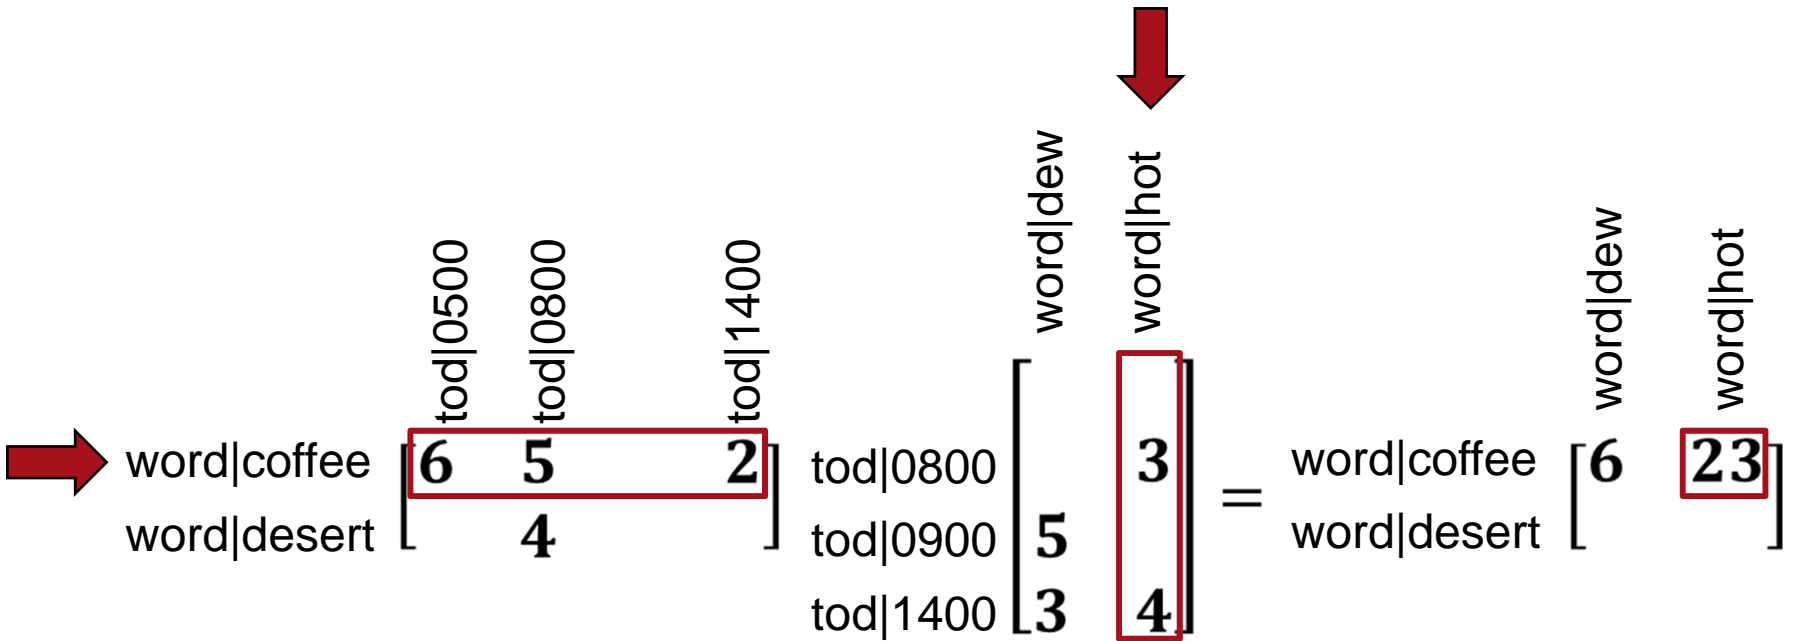 tod|0500 tod|0800 tod|1400
word|coffee 6 5 2
word|desert 4
word|dew word|hot
tod|0800 3
tod|0900 5
tod|1400 3 4
=
word|dew word|hot
word|coffee 6 23
word|desert